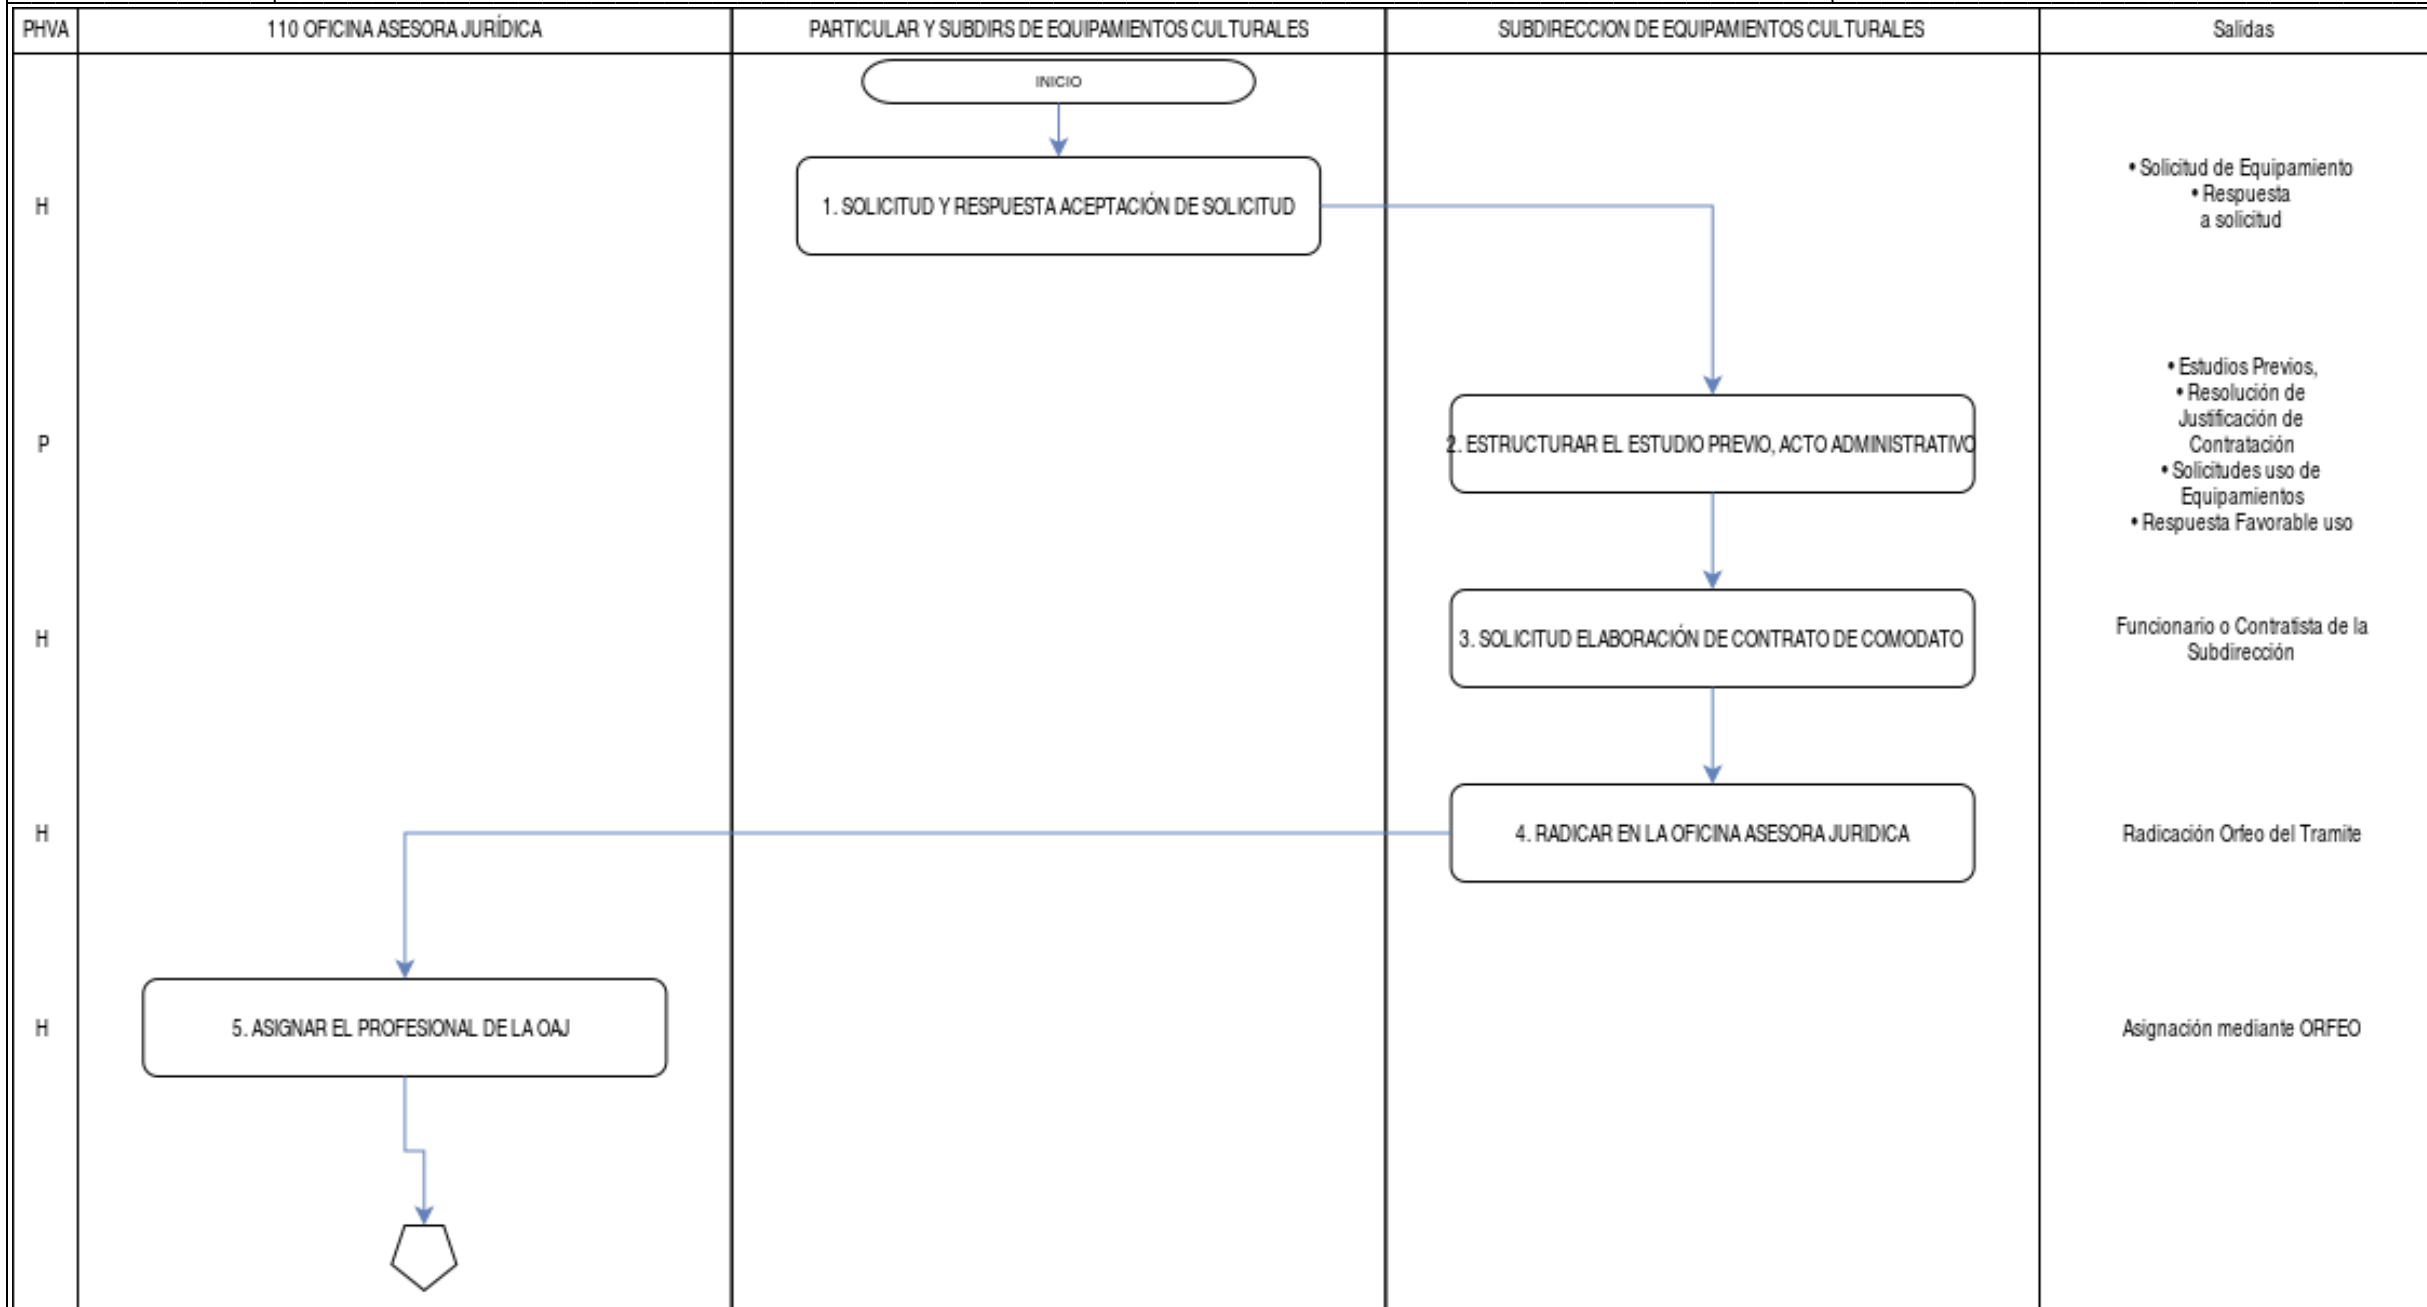 PHVA
110 OFICINA ASESORA JURÍDICA
PARTICULAR Y SUBDIRS DE EQUIPAMIENTOS CULTURALES
SUBDIRECCION DE EQUIPAMIENTOS CULTURALES
Salidas
INICIO
H
1. SOLICITUD Y RESPUESTA ACEPTACIÓN DE SOLICITUD
• Solicitud de Equipamiento
• Respuesta
a solicitud
P
2. ESTRUCTURAR EL ESTUDIO PREVIO, ACTO ADMINISTRATIVO
• Estudios Previos,
• Resolución de
Justificación de
Contratación
• Solicitudes uso de
Equipamientos
• Respuesta Favorable uso
H
3. SOLICITUD ELABORACIÓN DE CONTRATO DE COMODATO
Funcionario o Contratista de la
Subdirección
H
4. RADICAR EN LA OFICINA ASESORA JURIDICA
Radicación Orfeo del Tramite
H
5. ASIGNAR EL PROFESIONAL DE LA OAJ
Asignación mediante ORFEO